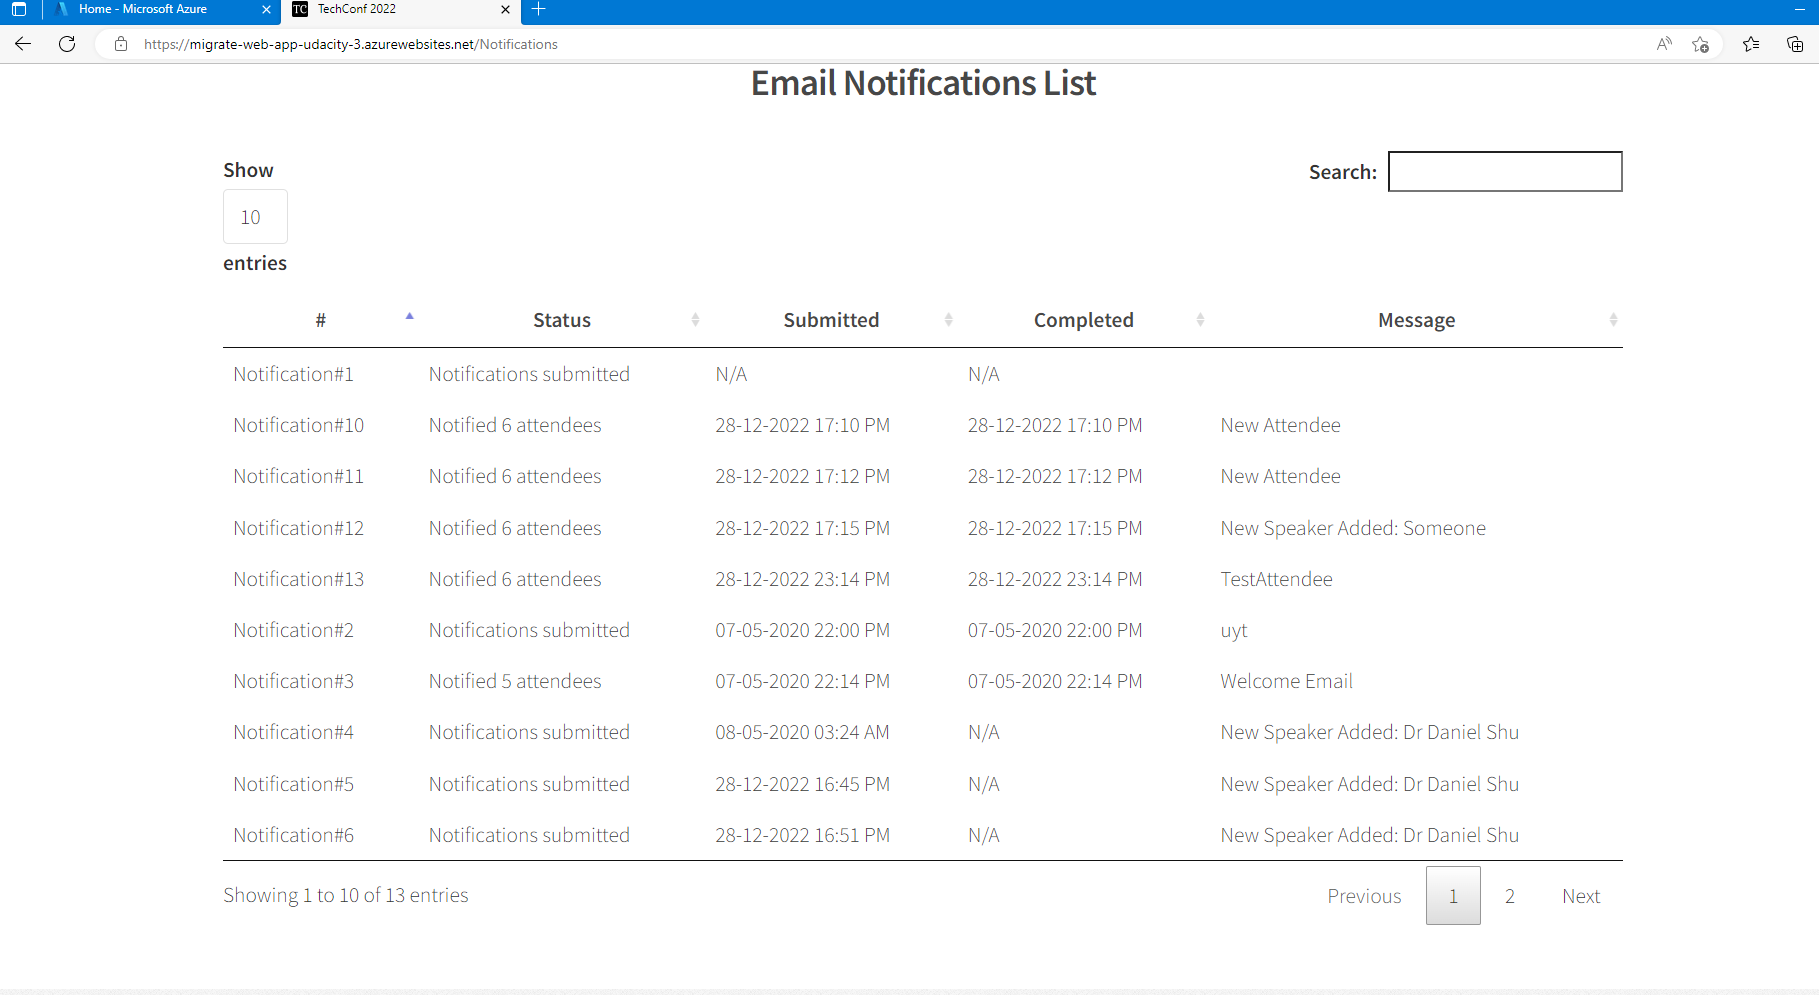 Home - Microsoft Azure
TC TechConf 2022
https://migrate-web-app-udacity-3.azurewebsites.net/Notifications
Email Notifications List
Show
10
entries
Search:
# Status Submitted Completed Message
Notification#1 Notifications submitted N/A N/A
Notification#10 Notified 6 attendees 28-12-2022 17:10 PM 28-12-2022 17:10 PM New Attendee
Notification#11 Notified 6 attendees 28-12-2022 17:12 PM 28-12-2022 17:12 PM New Attendee
Notification#12 Notified 6 attendees 28-12-2022 17:15 PM 28-12-2022 17:15 PM New Speaker Added: Someone
Notification#13 Notified 6 attendees 28-12-2022 23:14 PM 28-12-2022 23:14 PM TestAttendee
Notification#2 Notifications submitted 07-05-2020 22:00 PM 07-05-2020 22:00 PM uyt
Notification#3 Notified 5 attendees 07-05-2020 22:14 PM 07-05-2020 22:14 PM Welcome Email
Notification#4 Notifications submitted 08-05-2020 03:24 AM N/A New Speaker Added: Dr Daniel Shu
Notification#5 Notifications submitted 28-12-2022 16:45 PM N/A New Speaker Added: Dr Daniel Shu
Notification#6 Notifications submitted 28-12-2022 16:51 PM N/A New Speaker Added: Dr Daniel Shu
Showing 1 to 10 of 13 entries
Previous 1 2 Next